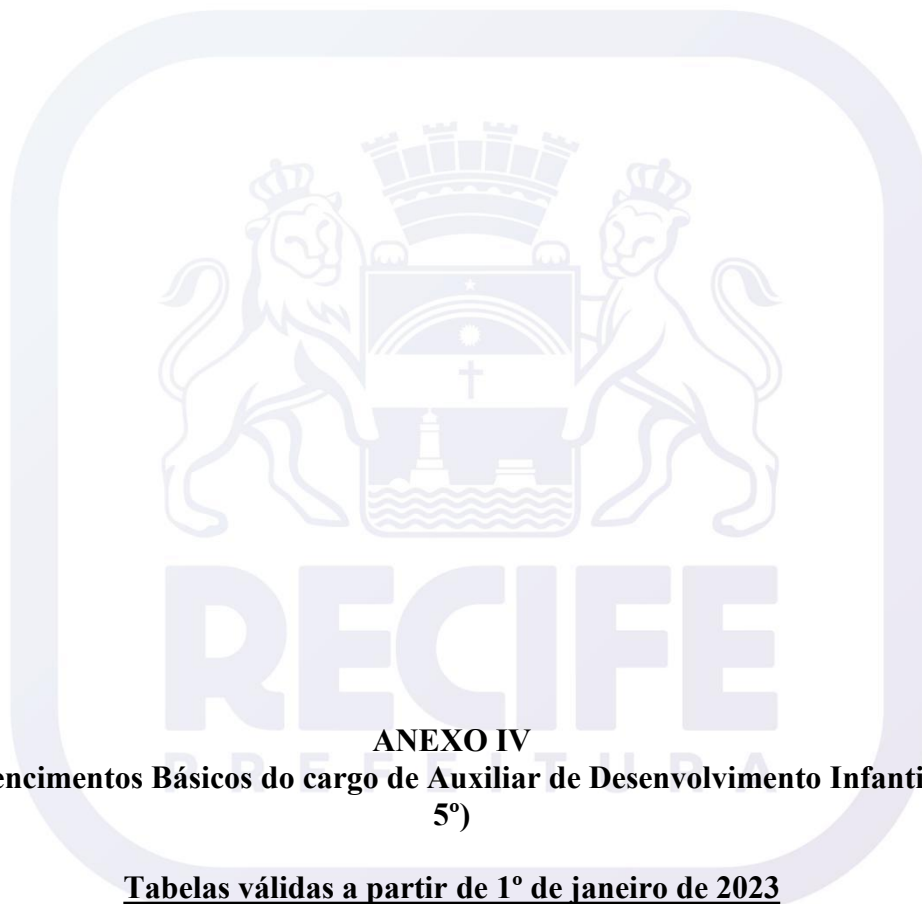 RECIFE
ANEXO IV
PREFEITURA
encimentos Básicos do cargo de Auxiliar de Desenvolvimento Infanti
5º)
Tabelas válidas a partir de 1º de janeiro de 2023